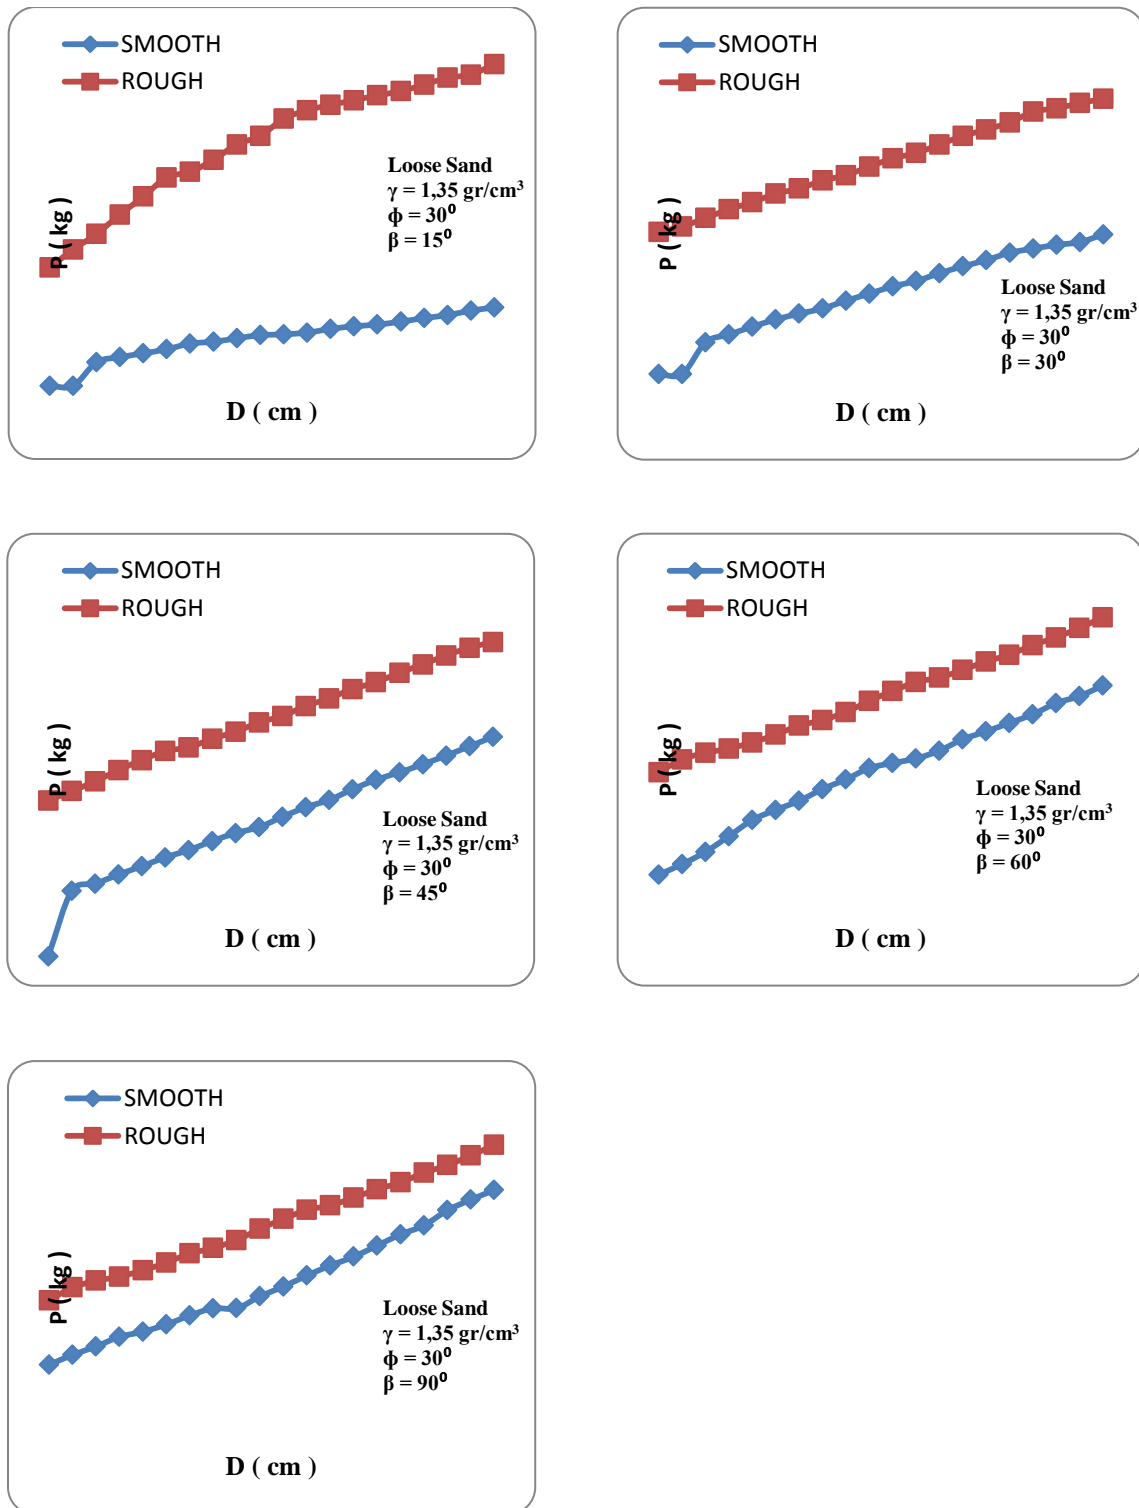 SMOOTH
ROUGH
P ( kg )
Loose Sand
γ = 1,35 gr/cm³
ϕ = 30⁰
β = 15⁰
D ( cm )
SMOOTH
ROUGH
P ( kg )
Loose Sand
γ = 1,35 gr/cm³
ϕ = 30⁰
β = 30⁰
D ( cm )
SMOOTH
ROUGH
P ( kg )
Loose Sand
γ = 1,35 gr/cm³
ϕ = 30⁰
β = 45⁰
D ( cm )
SMOOTH
ROUGH
P ( kg )
Loose Sand
γ = 1,35 gr/cm³
ϕ = 30⁰
β = 60⁰
D ( cm )
SMOOTH
ROUGH
P ( kg )
Loose Sand
γ = 1,35 gr/cm³
ϕ = 30⁰
β = 90⁰
D ( cm )